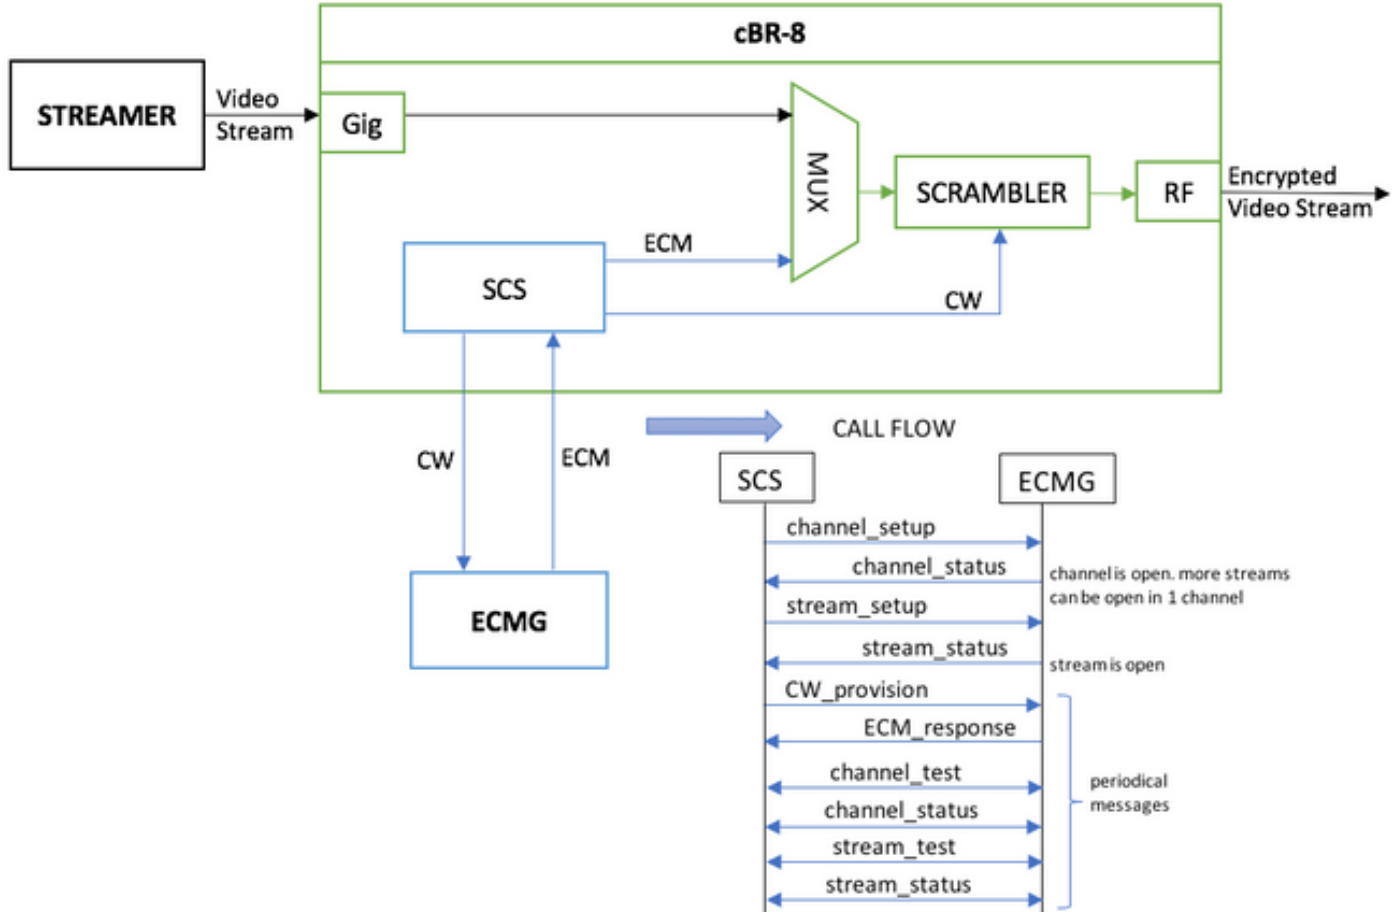 cBR-8
STREAMER
Video
Stream
Gig
MUX
SCRAMBLER
RF
Encrypted
Video Stream
ECM
SCS
CW
CW
ECM
ECMG
CALL FLOW
SCS
ECMG
channel_setup
channel_status
channel is open. more streams
can be open in 1 channel
stream_setup
stream_status
stream is open
CW_provision
ECM_response
channel_test
periodical
messages
channel_status
stream_test
stream_status